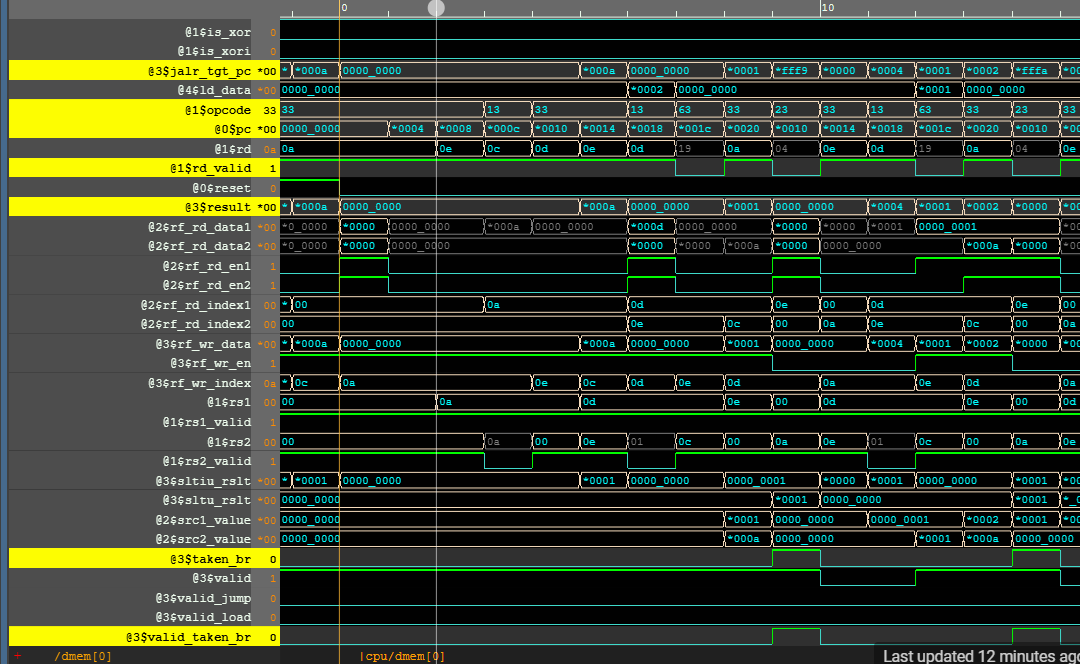 0 10
@1$is_xor 0
@1$is_xori 0
@3$jalr_tgt_pc *00 * *000a 0000_0000 *000a 0000_0000 *0001 *fff9 *0000 *0004 *0001 *0002 *fffa *00
@4$ld_data *00 0000_0000 *0002 0000_0000 *0001 0000_0000
@1$opcode 33 33 13 33 13 63 33 23 33 13 63 33 23 33
@0$pc *00 0000_0000 *0004 *0008 *000c *0010 *0014 *0018 *001c *0020 *0010 *0014 *0018 *001c *0020 *0010 *00
@1$rd 0a 0a 0e 0c 0d 0e 0d 19 0a 04 0e 0d 19 0a 04 0e
@1$rd_valid 1
@0$reset 0
@3$result *00 * *000a 0000_0000 *000a 0000_0000 *0001 0000_0000 *0004 *0001 *0002 *0000 *00
@2$rf_rd_data1 *00 *0_0000 *0000 0000_0000 *000a 0000_0000 *000d 0000_0000 *0000 *0000 *0001 0000_0001 *00
@2$rf_rd_data2 *00 *0_0000 *0000 0000_0000 *0000 *0000 *000a *0000 0000_0000 *000a *0000 *00
@2$rf_rd_en1 1
@2$rf_rd_en2 1
@2$rf_rd_index1 00 * 00 0a 0d 0e 00 0d 0e 00
@2$rf_rd_index2 00 00 0e 0c 00 0a 0e 0c 00 0a
@3$rf_wr_data *00 * *000a 0000_0000 *000a 0000_0000 *0001 0000_0000 *0004 *0001 *0002 *0000 *00
@3$rf_wr_en 1
@3$rf_wr_index 0a * 0c 0a 0e 0c 0d 0e 0d 0a 0e 0d 0a
@1$rs1 00 00 0a 0d 0e 00 0d 0e 00 0d
@1$rs1_valid 1
@1$rs2 00 00 0a 00 0e 01 0c 00 0a 0e 01 0c 00 0a 0e
@1$rs2_valid 1
@3$sltiu_rslt *00 * *0001 0000_0000 *0001 0000_0000 0000_0001 *0000 *0001 0000_0000 *0001 *00
@3$sltu_rslt *00 0000_0000 *0001 0000_0000 *0001 *_0
@2$src1_value *00 0000_0000 *0001 0000_0000 0000_0001 *0002 *0001 *00
@2$src2_value *00 0000_0000 *000a 0000_0000 *0001 *000a 0000_0000
@3$taken_br 0
@3$valid 1
@3$valid_jump 0
@3$valid_load 0
@3$valid_taken_br 0
/dmem[0] |cpu/dmem[0] Last updated 12 minutes ago